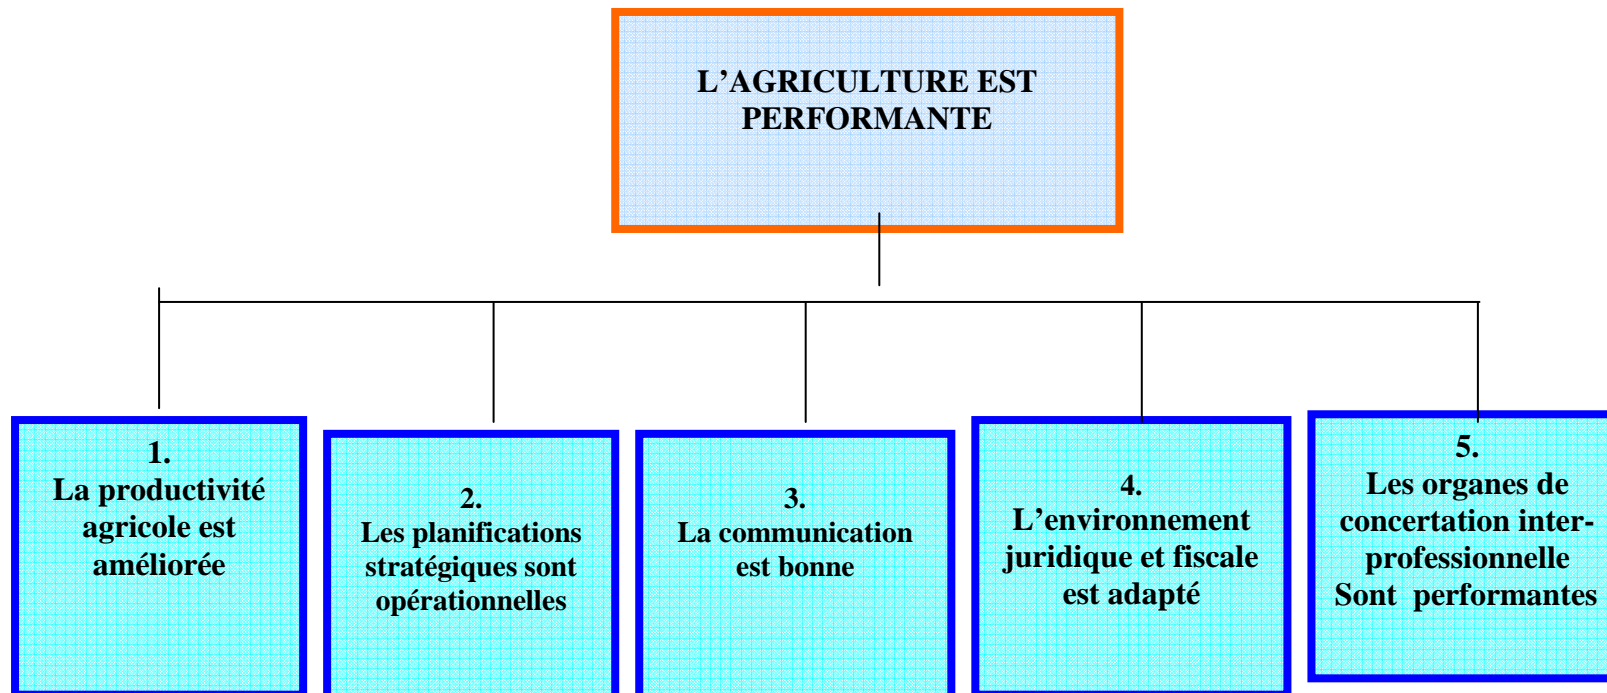 L’AGRICULTURE EST
PERFORMANTE
1.
La productivité
agricole est
améliorée
2.
Les planifications
stratégiques sont
opérationnelles
3.
La communication
est bonne
4.
L’environnement
juridique et fiscale
est adapté
5.
Les organes de
concertation inter-
professionnelle
Sont performantes